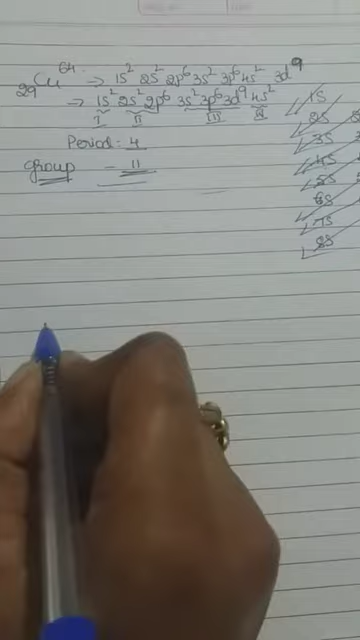 ₂₉Cu⁶⁴ → 1s² 2s² 2p⁶ 3s² 3p⁶ 4s² 3d⁹
→ 1s² 2s² 2p⁶ 3s² 3p⁶ 3d⁹ 4s²
I II III IV
Period: 4
group - 11
1s
2s
3s
4s
5s
6s
7s
8s